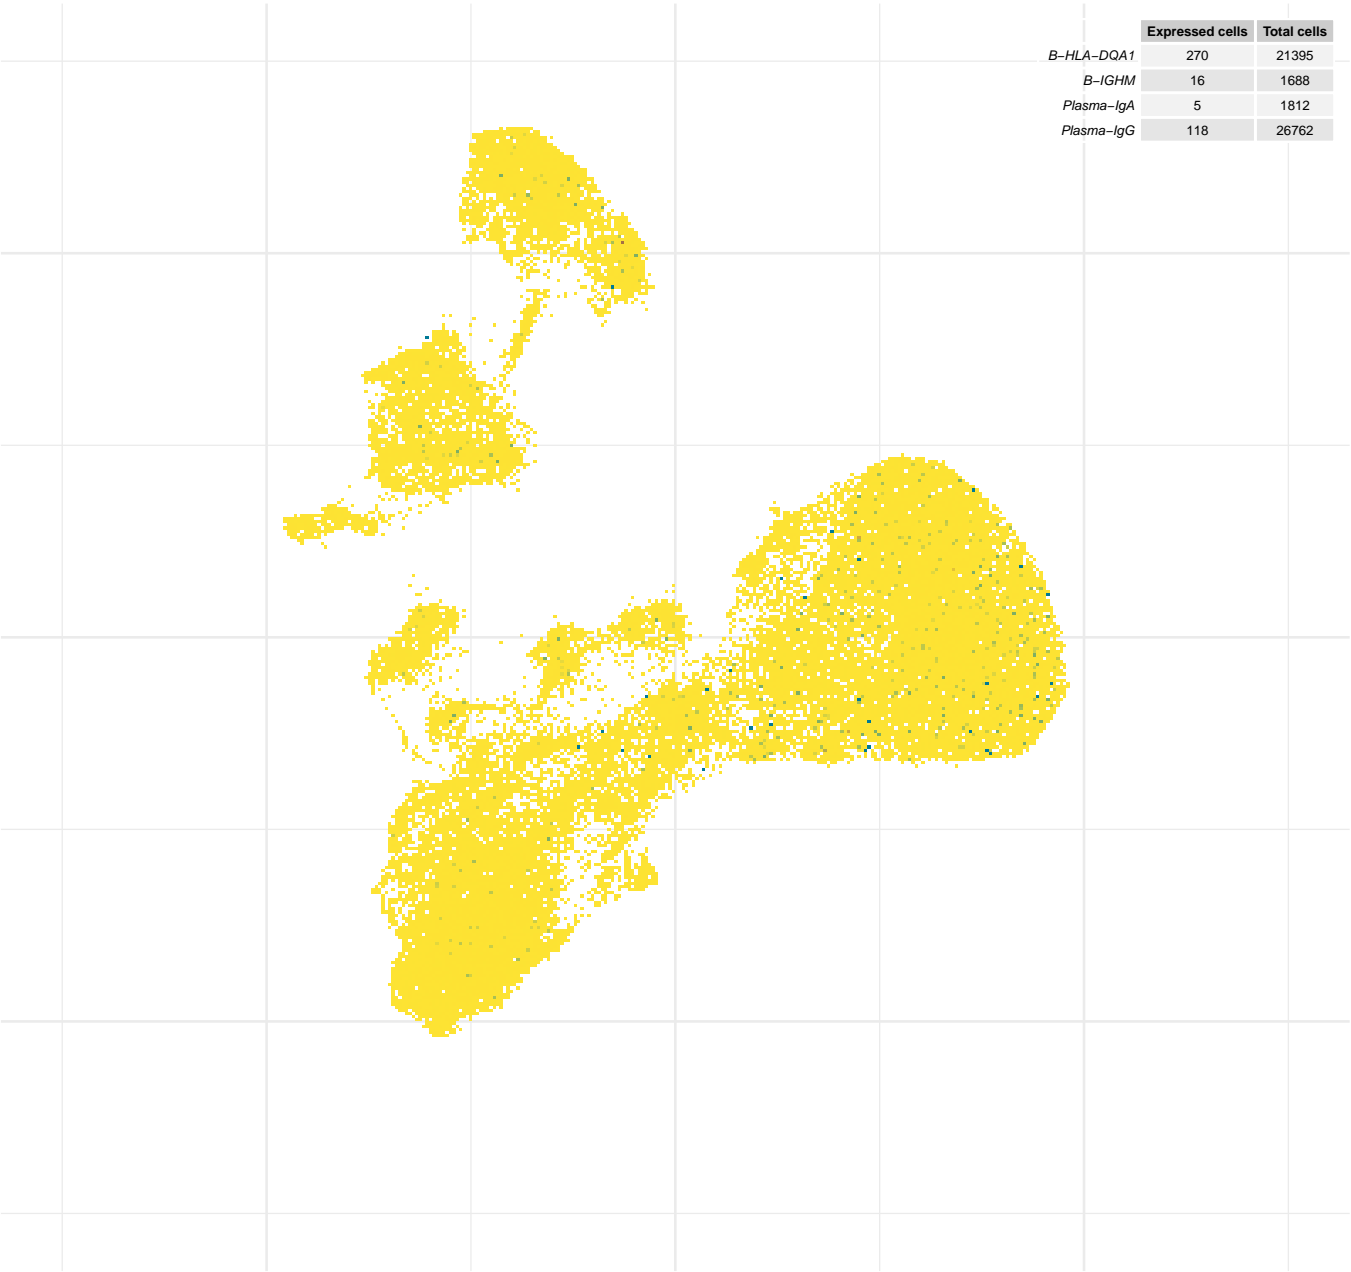 Expressed cells Total cells
B−HLA−DQA1 270 21395
B−IGHM 16 1688
Plasma−IgA 5 1812
Plasma−IgG 118 26762